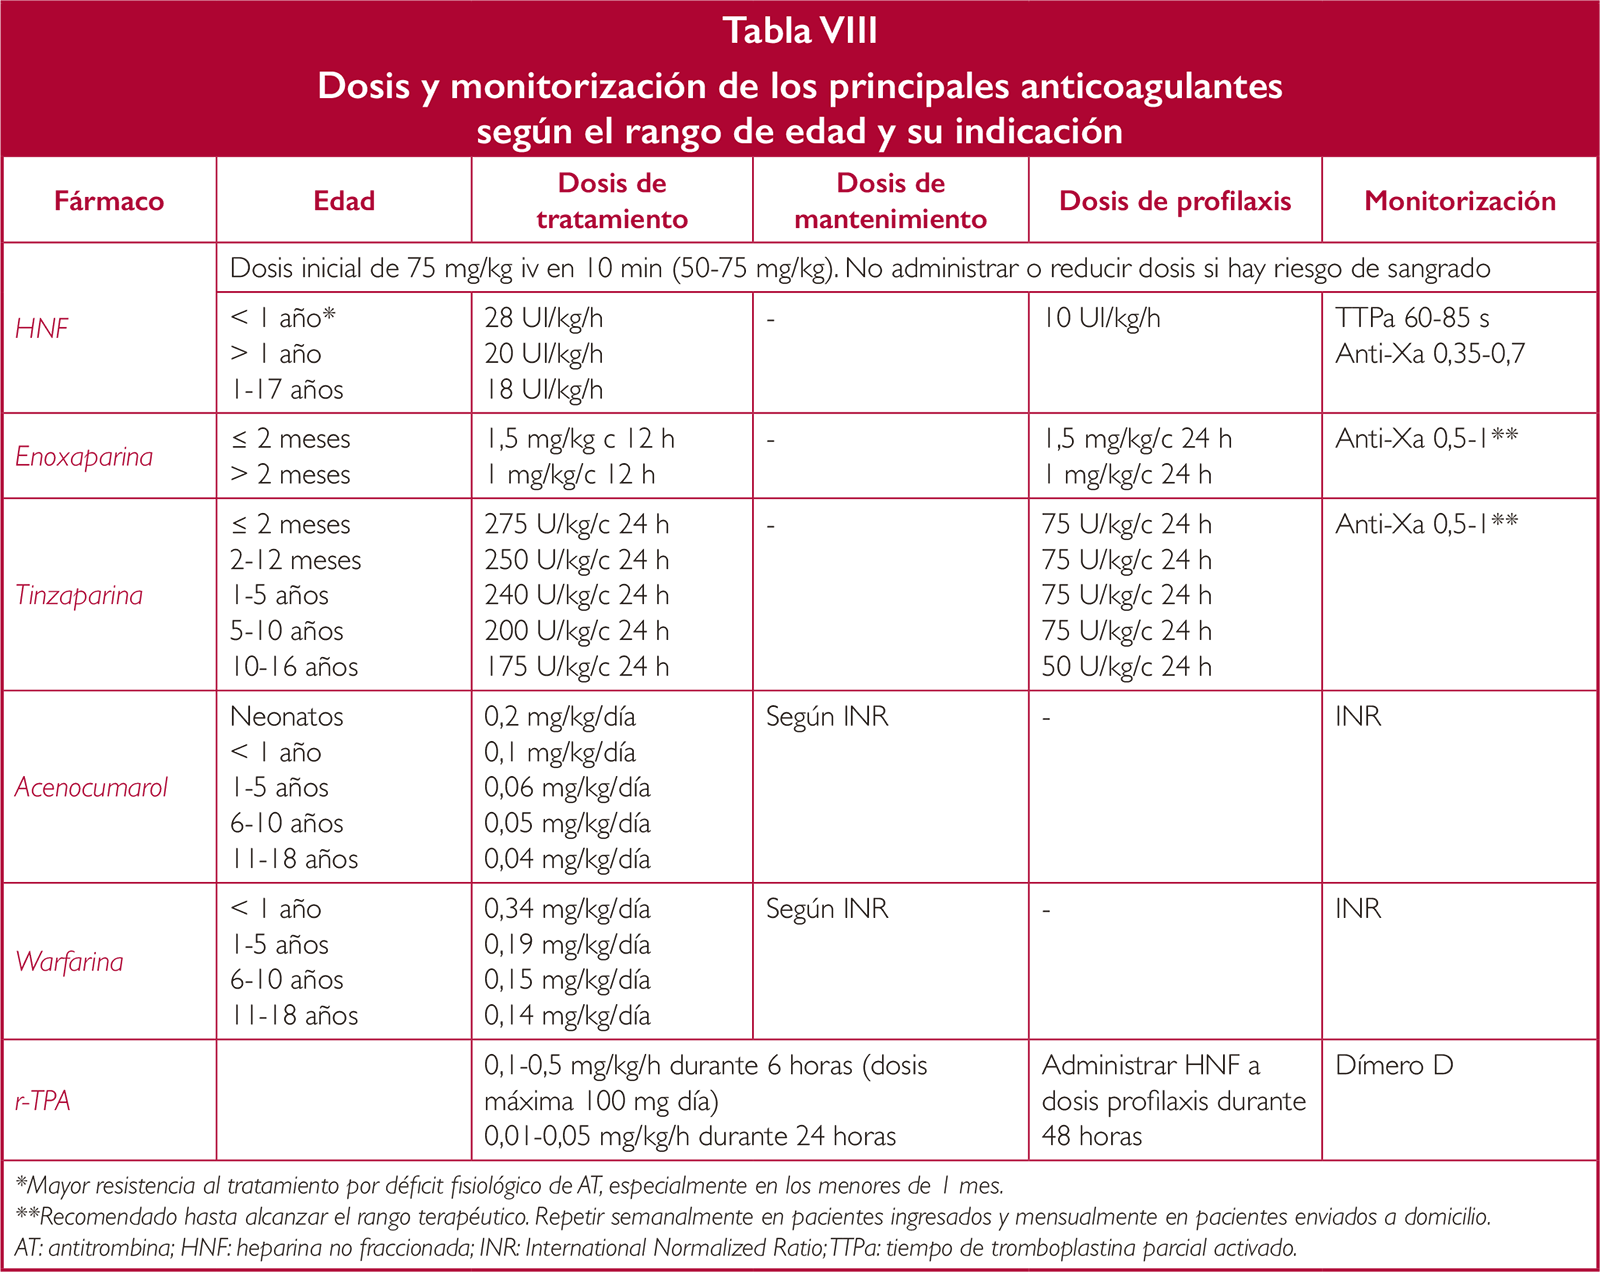 Tabla VIII
Dosis y monitorización de los principales anticoagulantes
según el rango de edad y su indicación
Fármaco Edad Dosis de tratamiento Dosis de mantenimiento Dosis de profilaxis Monitorización
HNF
Dosis inicial de 75 mg/kg iv en 10 min (50-75 mg/kg). No administrar o reducir dosis si hay riesgo de sangrado
< 1 año* 28 UI/kg/h - 10 UI/kg/h TTPa 60-85 s
> 1 año 20 UI/kg/h Anti-Xa 0,35-0,7
1-17 años 18 UI/kg/h
Enoxaparina
≤ 2 meses 1,5 mg/kg c 12 h - 1,5 mg/kg/c 24 h Anti-Xa 0,5-1**
> 2 meses 1 mg/kg/c 12 h 1 mg/kg/c 24 h
Tinzaparina
≤ 2 meses 275 U/kg/c 24 h - 75 U/kg/c 24 h Anti-Xa 0,5-1**
2-12 meses 250 U/kg/c 24 h 75 U/kg/c 24 h
1-5 años 240 U/kg/c 24 h 75 U/kg/c 24 h
5-10 años 200 U/kg/c 24 h 75 U/kg/c 24 h
10-16 años 175 U/kg/c 24 h 50 U/kg/c 24 h
Acenocumarol
Neonatos 0,2 mg/kg/día Según INR - INR
< 1 año 0,1 mg/kg/día
1-5 años 0,06 mg/kg/día
6-10 años 0,05 mg/kg/día
11-18 años 0,04 mg/kg/día
Warfarina
< 1 año 0,34 mg/kg/día Según INR - INR
1-5 años 0,19 mg/kg/día
6-10 años 0,15 mg/kg/día
11-18 años 0,14 mg/kg/día
r-TPA
0,1-0,5 mg/kg/h durante 6 horas (dosis Administrar HNF a Dímero D
máxima 100 mg día) dosis profilaxis durante
0,01-0,05 mg/kg/h durante 24 horas 48 horas
*Mayor resistencia al tratamiento por déficit fisiológico de AT, especialmente en los menores de 1 mes.
**Recomendado hasta alcanzar el rango terapéutico. Repetir semanalmente en pacientes ingresados y mensualmente en pacientes enviados a domicilio.
AT: antitrombina; HNF: heparina no fraccionada; INR: International Normalized Ratio; TTPa: tiempo de tromboplastina parcial activado.